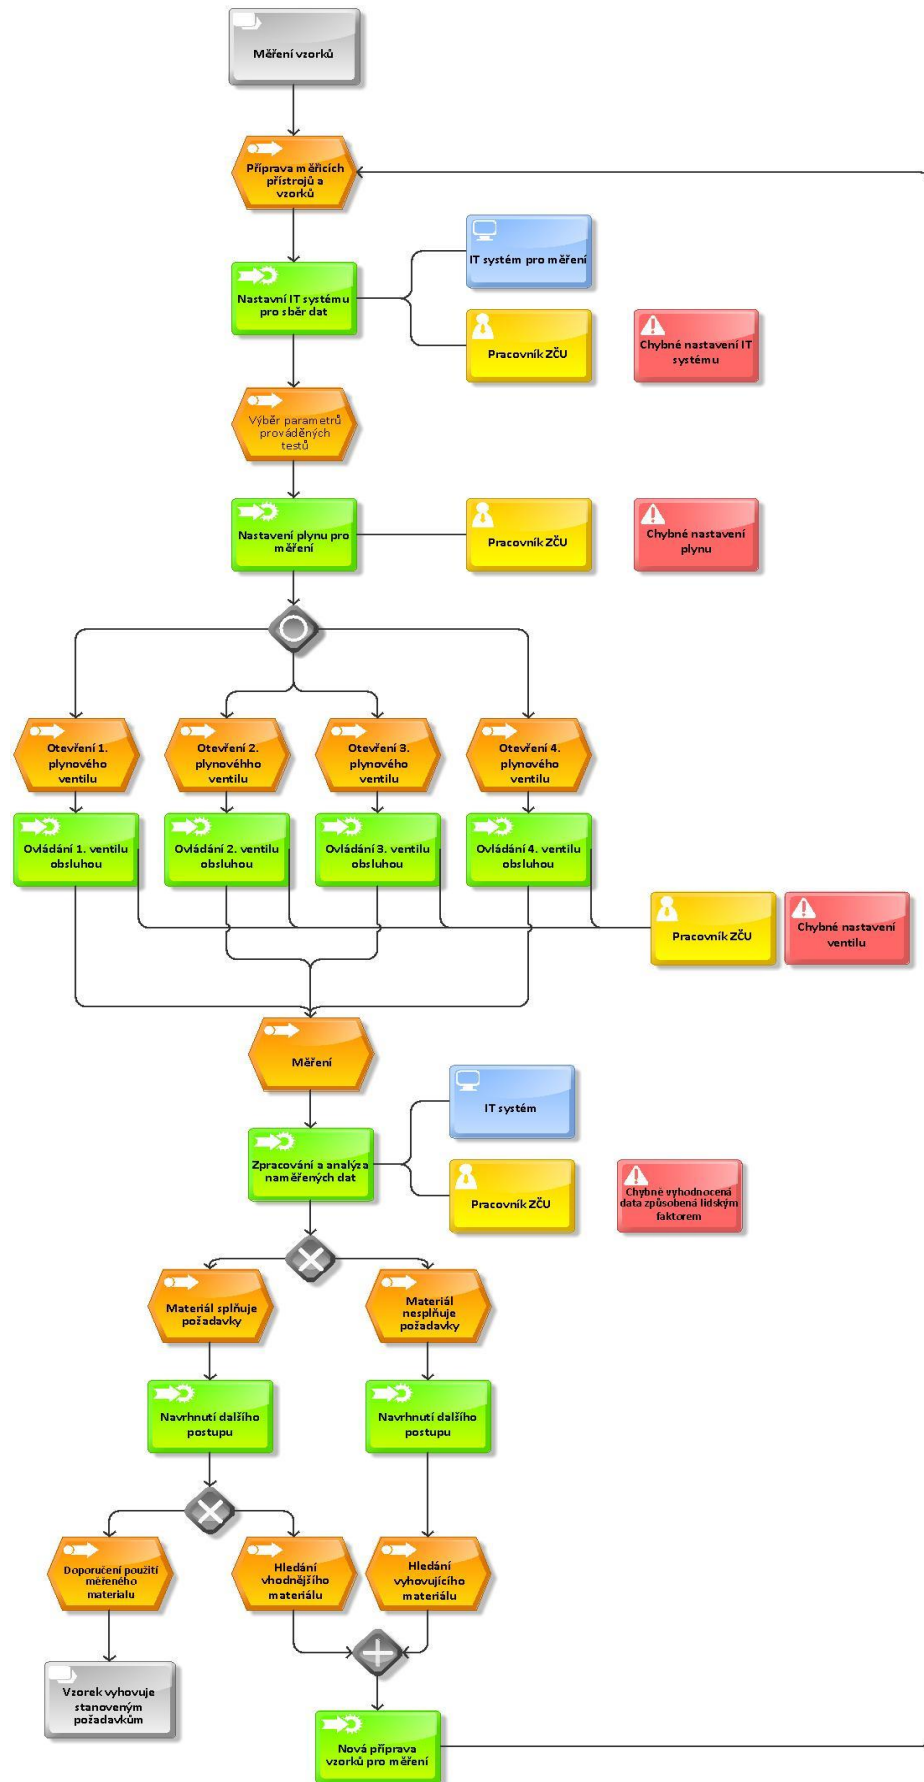 Měření vzorků
Příprava měřicích
přístrojů a
vzorků
IT systém pro měření
Nastavní IT systému
pro sběr dat
Pracovník ZČU
Chybné nastavení IT
systému
Výběr parametrů
prováděných
testů
Nastavení plynu pro
měření
Pracovník ZČU
Chybné nastavení
plynu
Otevření 1.
plynového
ventilu
Otevření 2.
plynovéhho
ventilu
Otevření 3.
plynového
ventilu
Otevření 4.
plynového
ventilu
Ovládání 1. ventilu
obsluhou
Ovládání 2. ventilu
obsluhou
Ovládání 3. ventilu
obsluhou
Ovládání 4. ventilu
obsluhou
Pracovník ZČU
Chybné nastavení
ventilu
Měření
IT systém
Zpracování a analýza
naměřených dat
Pracovník ZČU
Chybně vyhodnocená
data způsobená lidským
faktorem
Materiál splňuje
požadavky
Materiál
nesplňuje
požadavky
Navrhnutí dalšího
postupu
Navrhnutí dalšího
postupu
Doporučení použití
měřeného
materialu
Hledání
vhodnějšího
materiálu
Hledání
vyhovujícího
materiálu
Vzorek vyhovuje
stanoveným
požadavkům
Nová příprava
vzorků pro měření